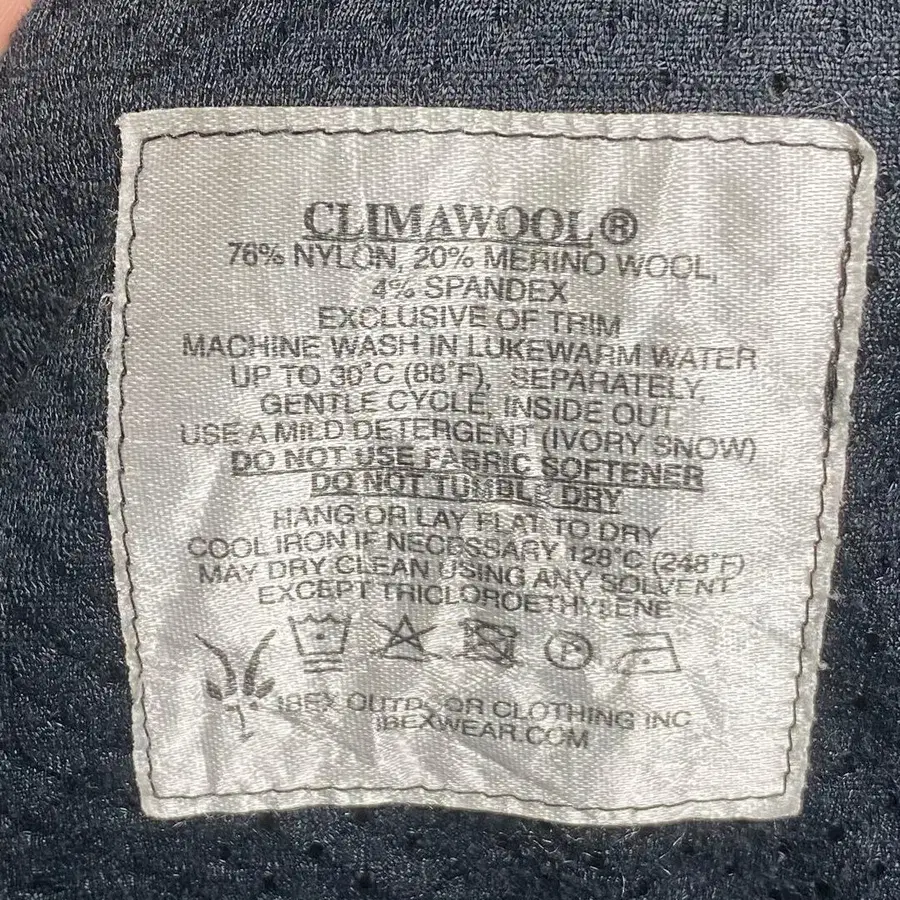 CLIMAWOOL®
76% NYLON, 20% MERINO WOOL,
4% SPANDEX
EXCLUSIVE OF TRIM
MACHINE WASH IN LUKEWARM WATER
UP TO 30°C (88°F), SEPARATELY,
GENTLE CYCLE, INSIDE OUT
USE A MILD DETERGENT (IVORY SNOW)
DO NOT USE FABRIC SOFTENER
DO NOT TUMBLE DRY
HANG OR LAY FLAT TO DRY
COOL IRON IF NECESSARY 128°C (248°F)
MAY DRY CLEAN USING ANY SOLVENT
EXCEPT TRICLOROETHYLENE
P
IBEX OUTDOOR CLOTHING INC
IBEXWEAR.COM